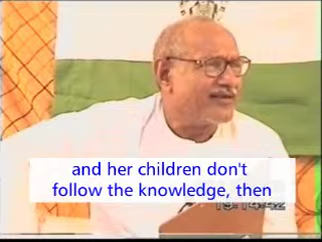 and her children don't
follow the knowledge, then